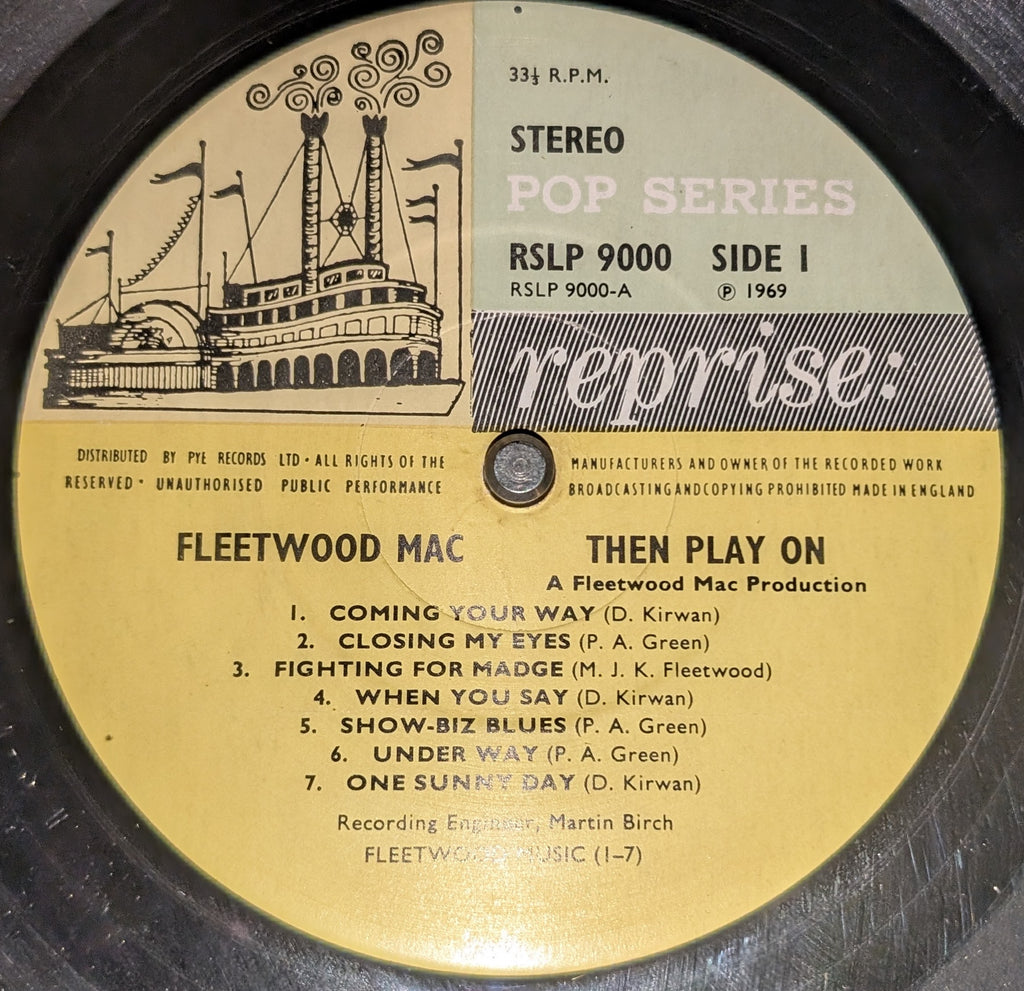 33⅓ R.P.M.
STEREO
POP SERIES
RSLP 9000 SIDE 1
RSLP 9000-A ℗ 1969
reprise:
DISTRIBUTED BY PYE RECORDS LTD · ALL RIGHTS OF THE MANUFACTURERS AND OWNER OF THE RECORDED WORK
RESERVED · UNAUTHORISED PUBLIC PERFORMANCE BROADCASTING AND COPYING PROHIBITED MADE IN ENGLAND
FLEETWOOD MAC THEN PLAY ON
A Fleetwood Mac Production
1. COMING YOUR WAY (D. Kirwan)
2. CLOSING MY EYES (P. A. Green)
3. FIGHTING FOR MADGE (M. J. K. Fleetwood)
4. WHEN YOU SAY (D. Kirwan)
5. SHOW-BIZ BLUES (P. A. Green)
6. UNDER WAY (P. A. Green)
7. ONE SUNNY DAY (D. Kirwan)
Recording Engineer, Martin Birch
FLEETWOOD MUSIC (1–7)